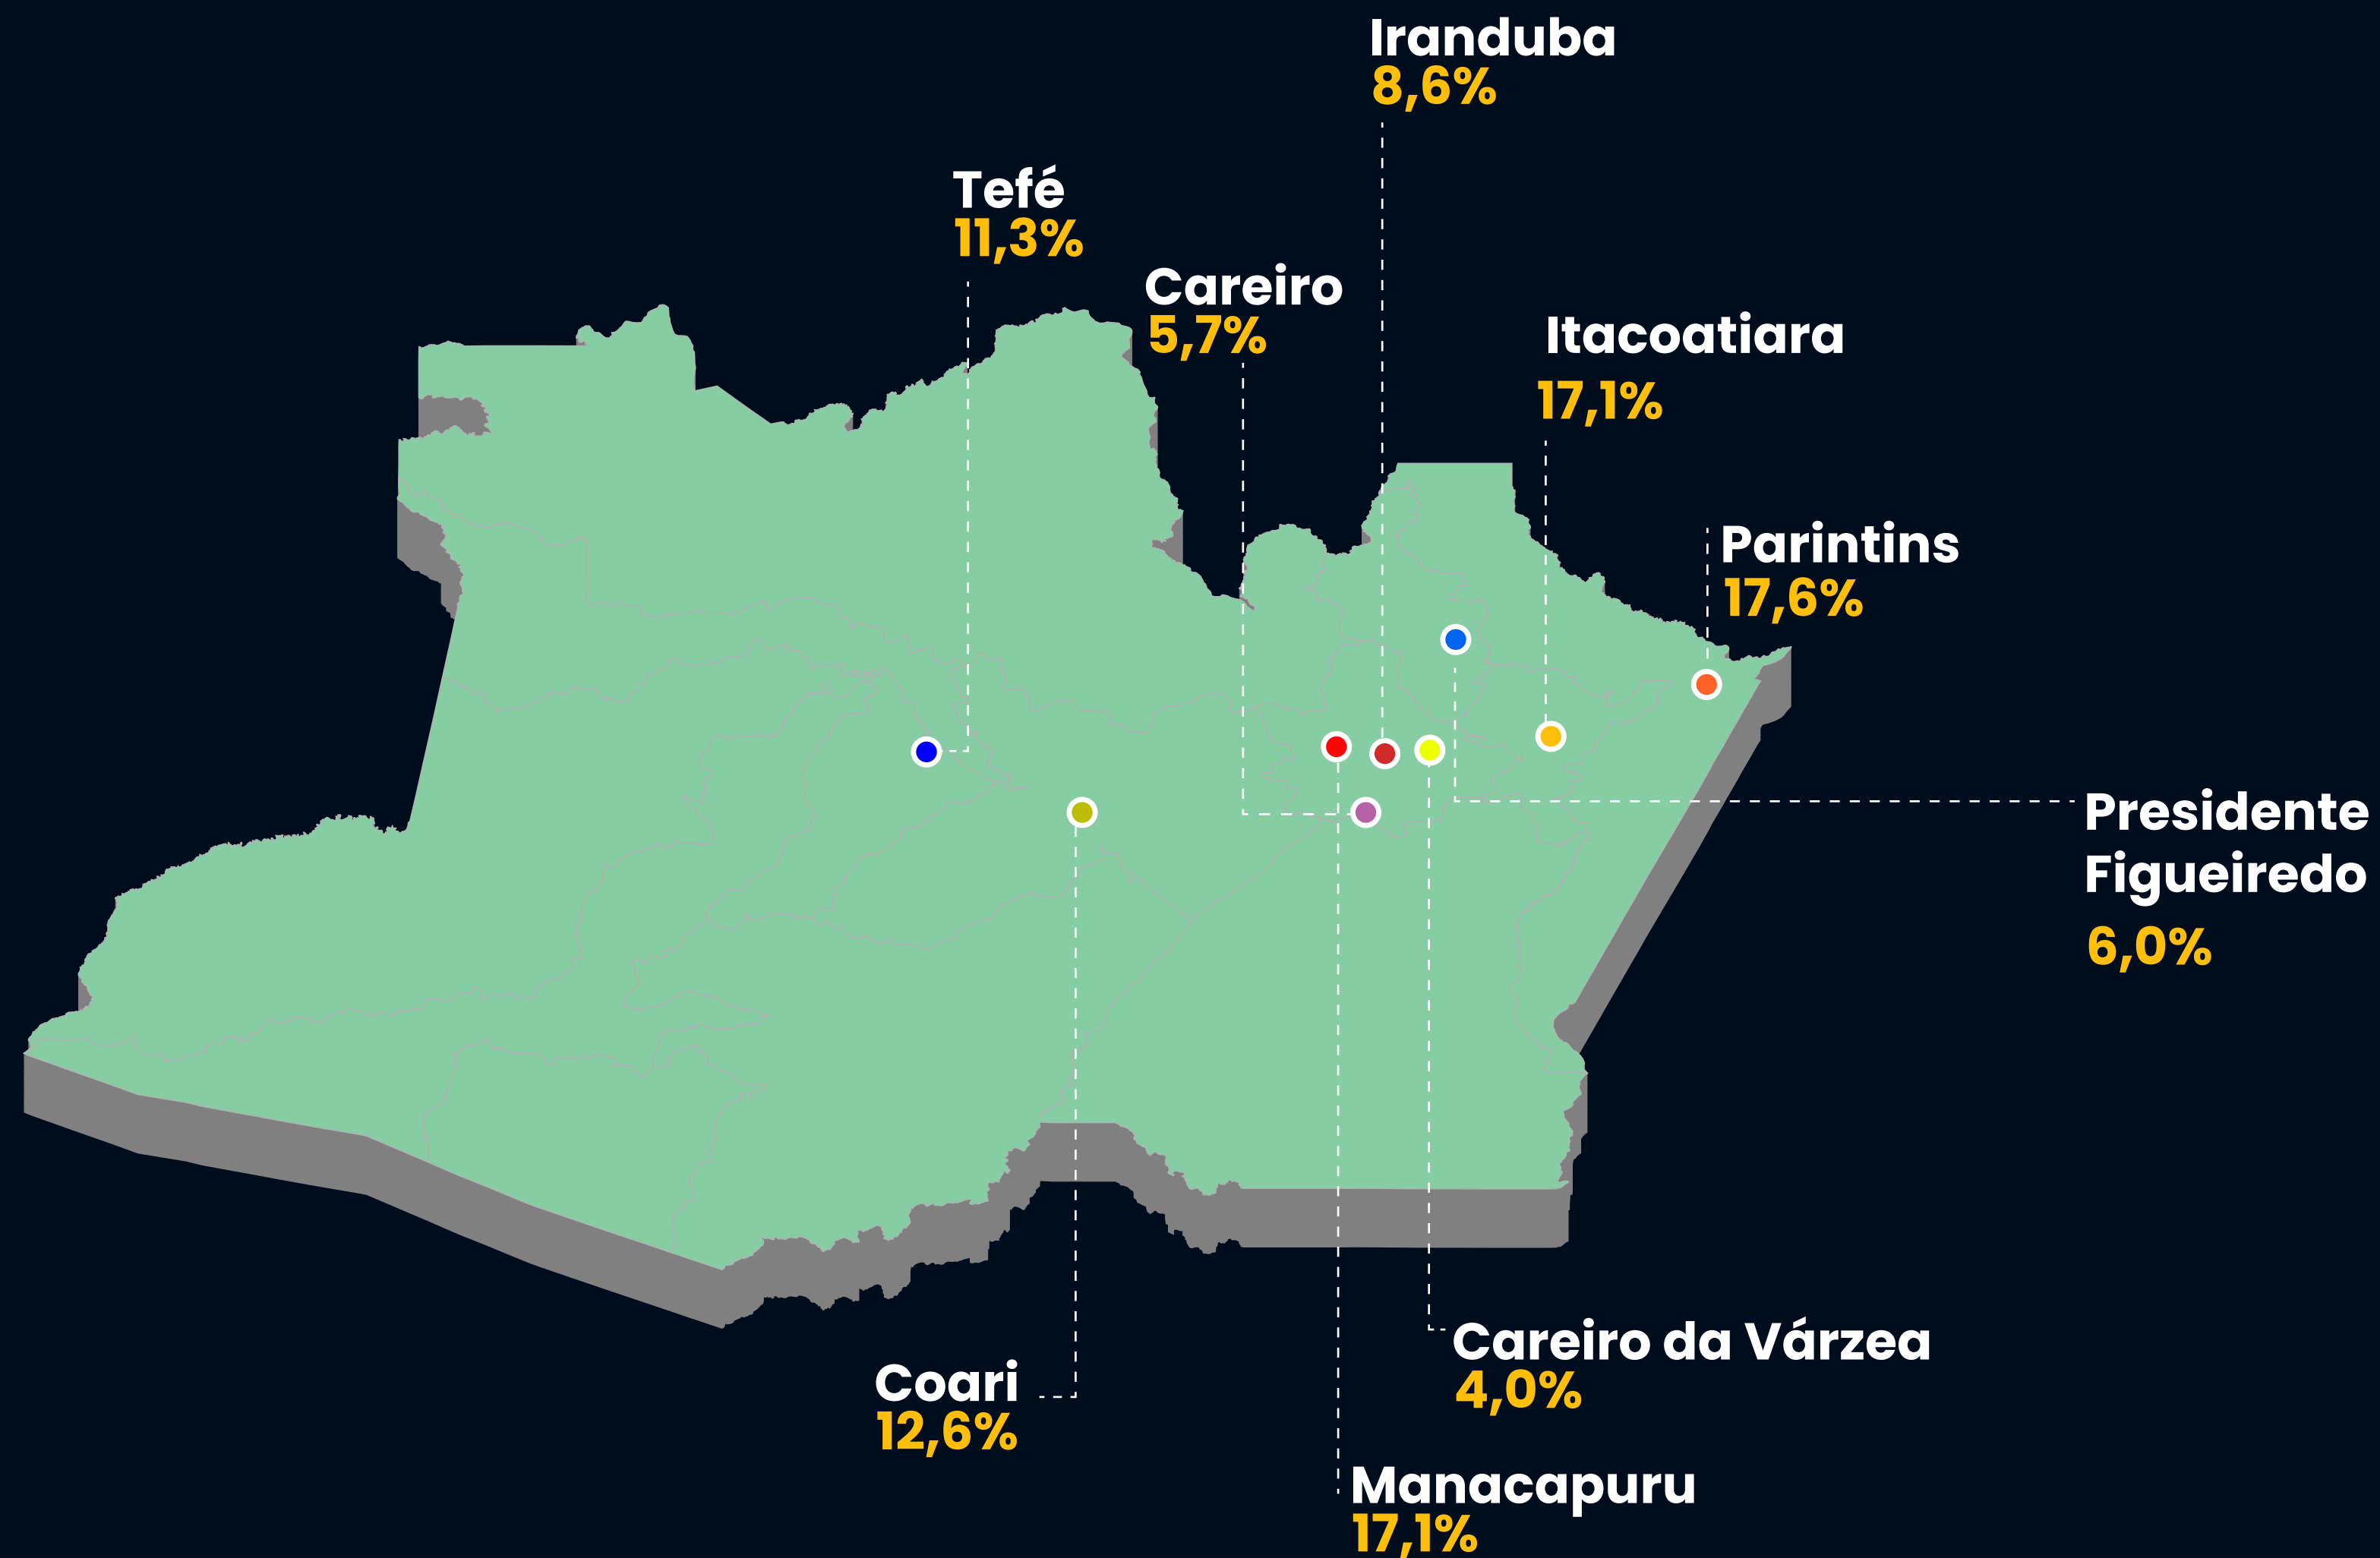 Iranduba
8,6%
Tefé
11,3%
Careiro
5,7%
Itacoatiara
17,1%
Parintins
17,6%
Presidente
Figueiredo
6,0%
Careiro da Várzea
4,0%
Coari
12,6%
Manacapuru
17,1%